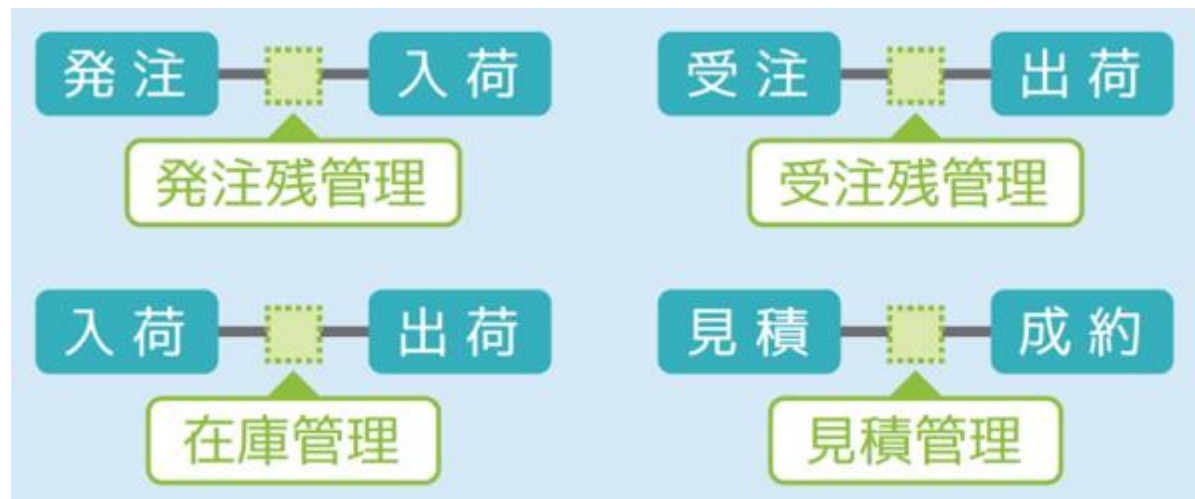 発注 入荷
発注残管理
受注 出荷
受注残管理
入荷 出荷
在庫管理
見積 成約
見積管理